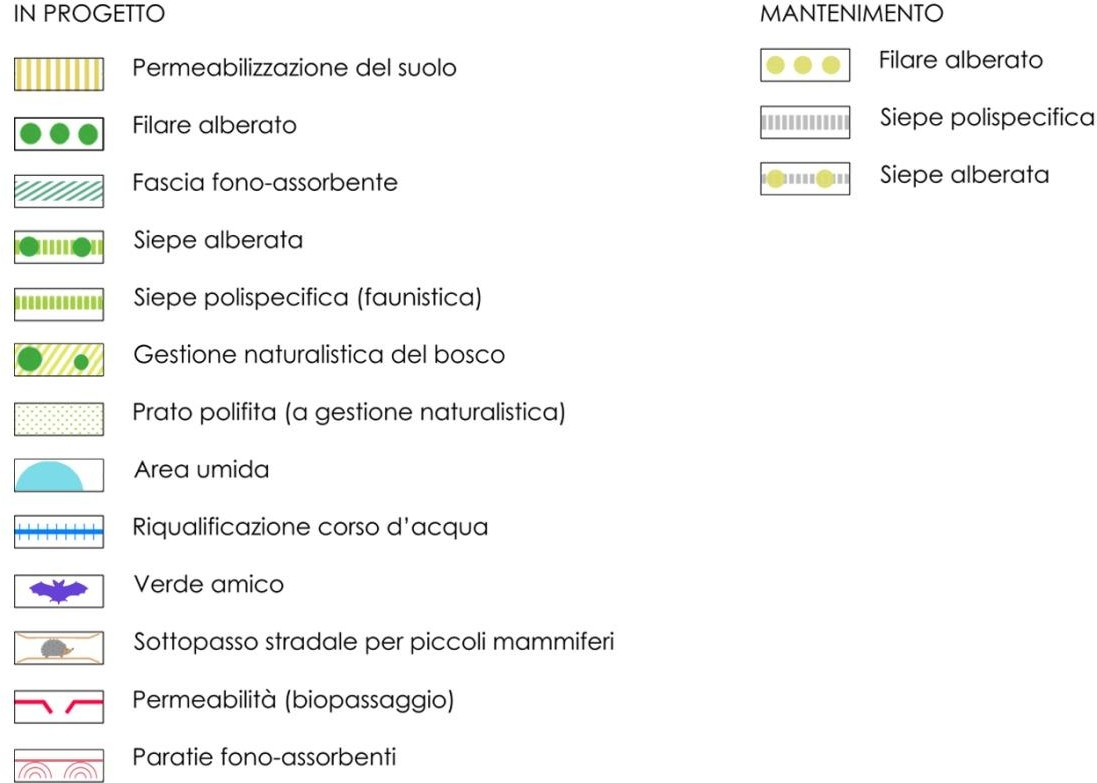 IN PROGETTO
Permeabilizzazione del suolo
Filare alberato
Fascia fono-assorbente
Siepe alberata
Siepe polispecifica (faunistica)
Gestione naturalistica del bosco
Prato polifita (a gestione naturalistica)
Area umida
Riqualificazione corso d’acqua
Verde amico
Sottopasso stradale per piccoli mammiferi
Permeabilità (biopassaggio)
Paratie fono-assorbenti
MANTENIMENTO
Filare alberato
Siepe polispecifica
Siepe alberata